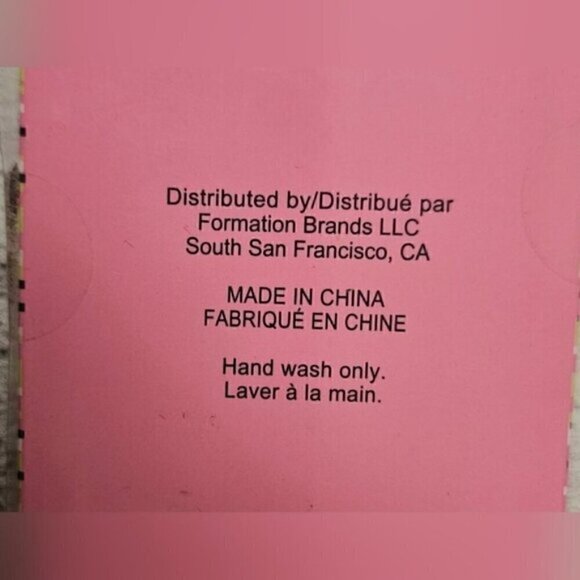 Distributed by/Distribué par
Formation Brands LLC
South San Francisco, CA
MADE IN CHINA
FABRIQUÉ EN CHINE
Hand wash only.
Laver à la main.